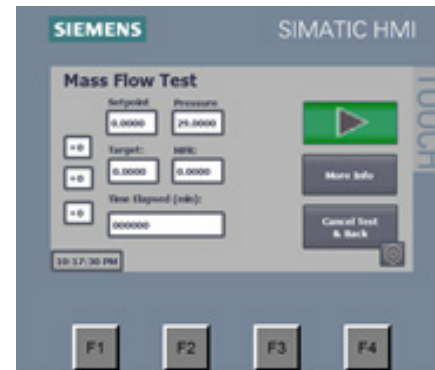 SIEMENS
SIMATIC HMI
TOUCH
Mass Flow Test
Setpoint Pressure
0.0000 29.0000
+0
Target: MFR:
+0
0.0000 0.0000
Time Elapsed (min):
+0
000000
More Info
Cancel Test
& Back
10:17:30 PM
F1 F2 F3 F4